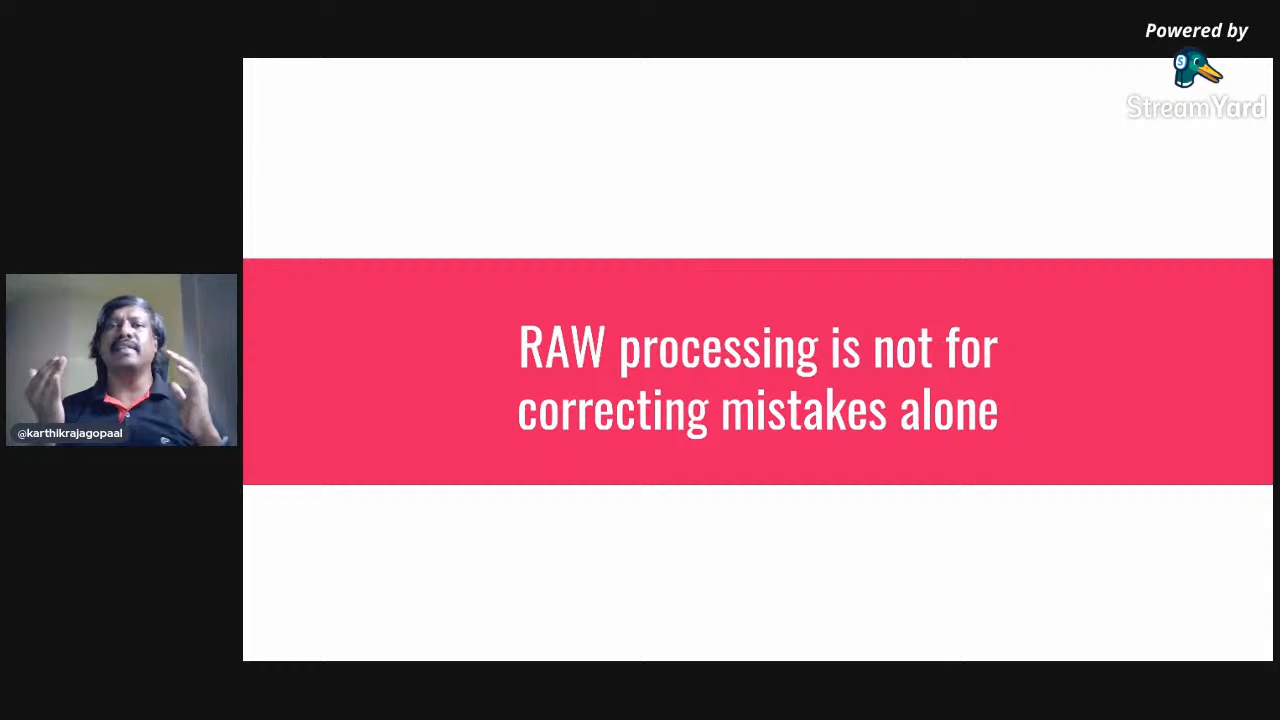 Powered by
StreamYard
RAW processing is not for
correcting mistakes alone
@karthikrajagopaal